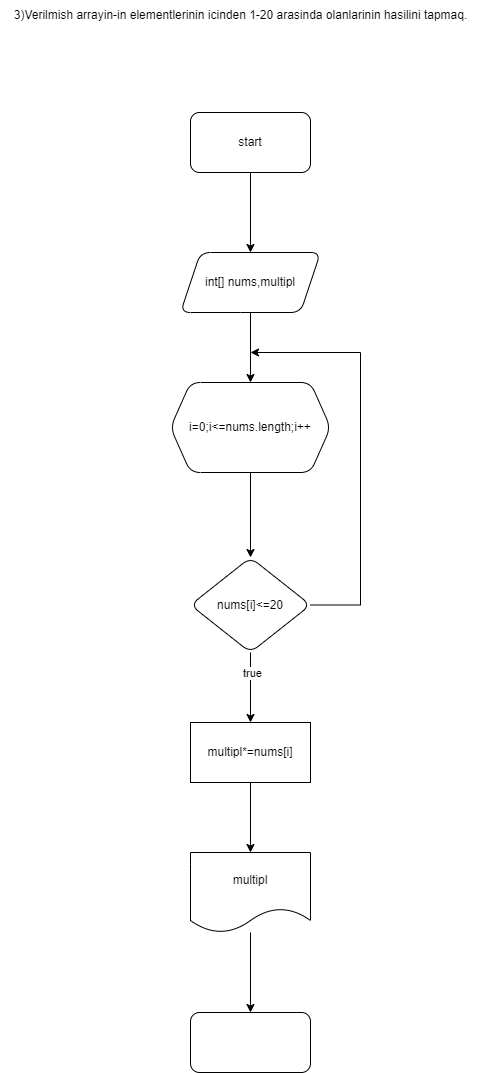 3)Verilmish arrayin-in elementlerinin icinden 1-20 arasinda olanlarinin hasilini tapmaq.
start
int[] nums,multipl
i=0;i<=nums.length;i++
nums[i]<=20
true
multipl*=nums[i]
multipl